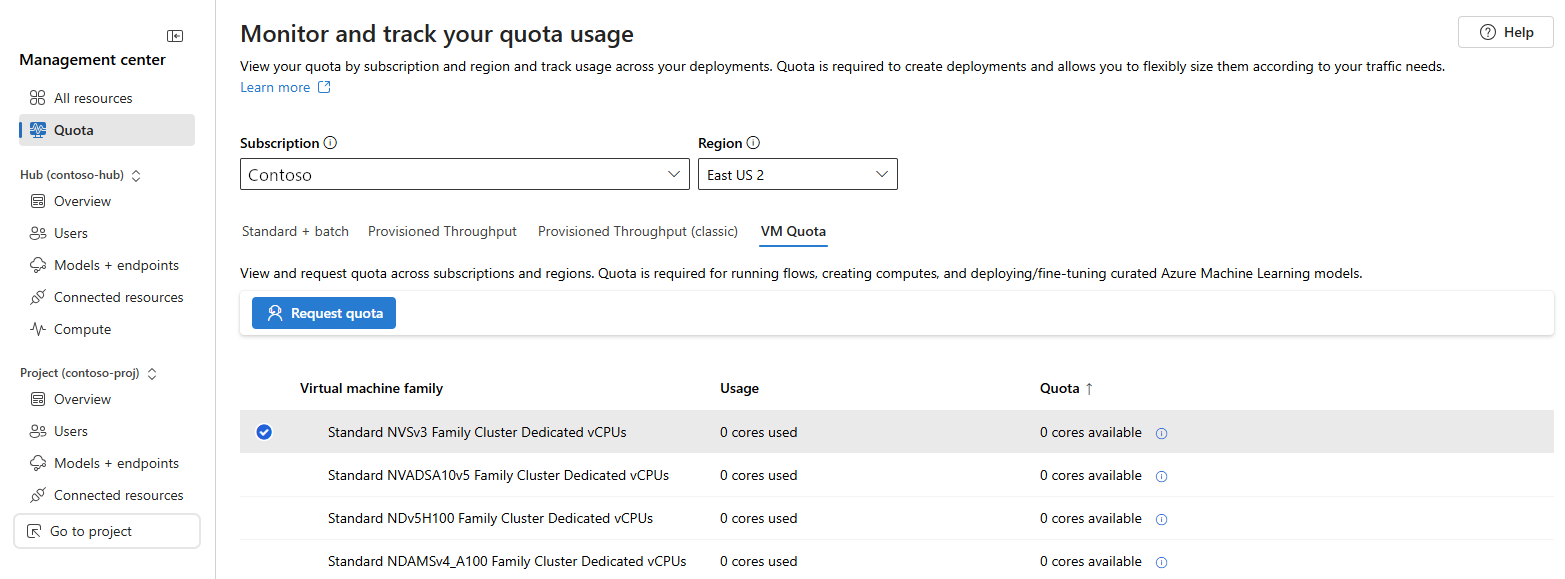 Management center
All resources
Quota
Hub (contoso-hub)
Overview
Users
Models + endpoints
Connected resources
Compute
Project (contoso-proj)
Overview
Users
Models + endpoints
Connected resources
Go to project
Monitor and track your quota usage
Help
View your quota by subscription and region and track usage across your deployments. Quota is required to create deployments and allows you to flexibly size them according to your traffic needs.
Learn more
Subscription
Region
Contoso
East US 2
Standard + batch
Provisioned Throughput
Provisioned Throughput (classic)
VM Quota
View and request quota across subscriptions and regions. Quota is required for running flows, creating computes, and deploying/fine-tuning curated Azure Machine Learning models.
Request quota
Virtual machine family Usage Quota ↑
Standard NVSv3 Family Cluster Dedicated vCPUs 0 cores used 0 cores available
Standard NVADSA10v5 Family Cluster Dedicated vCPUs 0 cores used 0 cores available
Standard NDv5H100 Family Cluster Dedicated vCPUs 0 cores used 0 cores available
Standard NDAMSv4_A100 Family Cluster Dedicated vCPUs 0 cores used 0 cores available